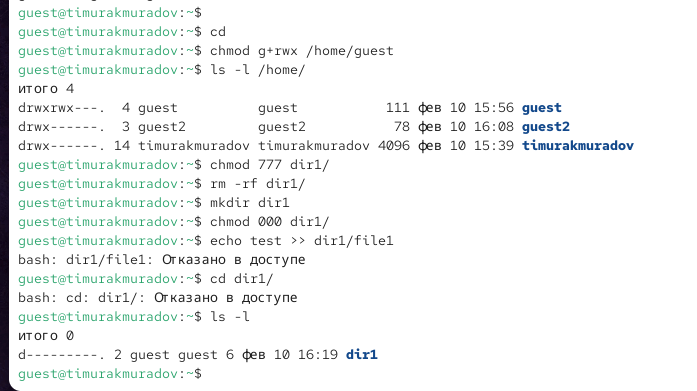 guest@timurakmuradov:~$
guest@timurakmuradov:~$ cd
guest@timurakmuradov:~$ chmod g+rwx /home/guest
guest@timurakmuradov:~$ ls -l /home/
итого 4
drwxrwx---.  4 guest          guest           111 фев 10 15:56 guest
drwx------.  3 guest2         guest2           78 фев 10 16:08 guest2
drwx------. 14 timurakmuradov timurakmuradov 4096 фев 10 15:39 timurakmuradov
guest@timurakmuradov:~$ chmod 777 dir1/
guest@timurakmuradov:~$ rm -rf dir1/
guest@timurakmuradov:~$ mkdir dir1
guest@timurakmuradov:~$ chmod 000 dir1/
guest@timurakmuradov:~$ echo test >> dir1/file1
bash: dir1/file1: Отказано в доступе
guest@timurakmuradov:~$ cd dir1/
bash: cd: dir1/: Отказано в доступе
guest@timurakmuradov:~$ ls -l
итого 0
d---------. 2 guest guest 6 фев 10 16:19 dir1
guest@timurakmuradov:~$